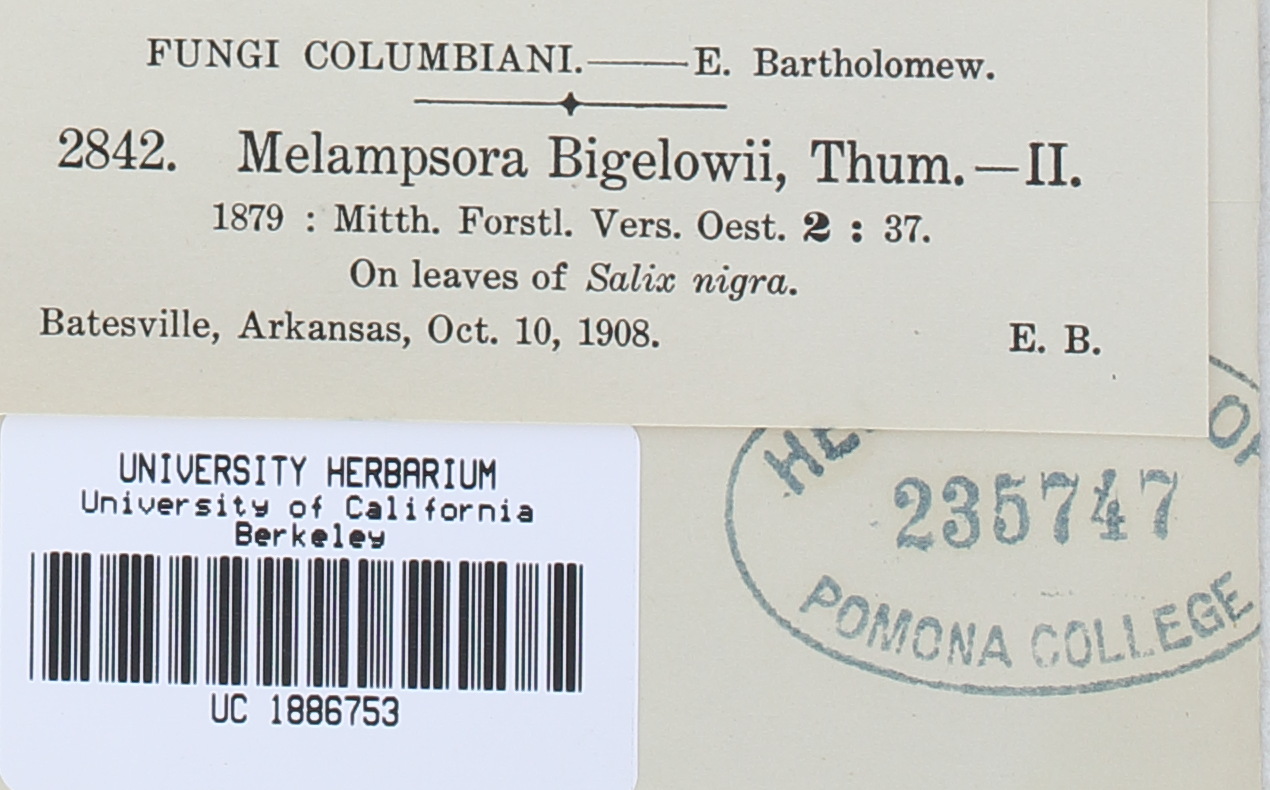 FUNGI COLUMBIANI.——E. Bartholomew.
2842. Melampsora Bigelowii, Thum.—II.
1879 : Mitth. Forstl. Vers. Oest. 2 : 37.
On leaves of Salix nigra.
Batesville, Arkansas, Oct. 10, 1908. E. B.
UNIVERSITY HERBARIUM
University of California
Berkeley
UC 1886753
235747
POMONA COLLEGE